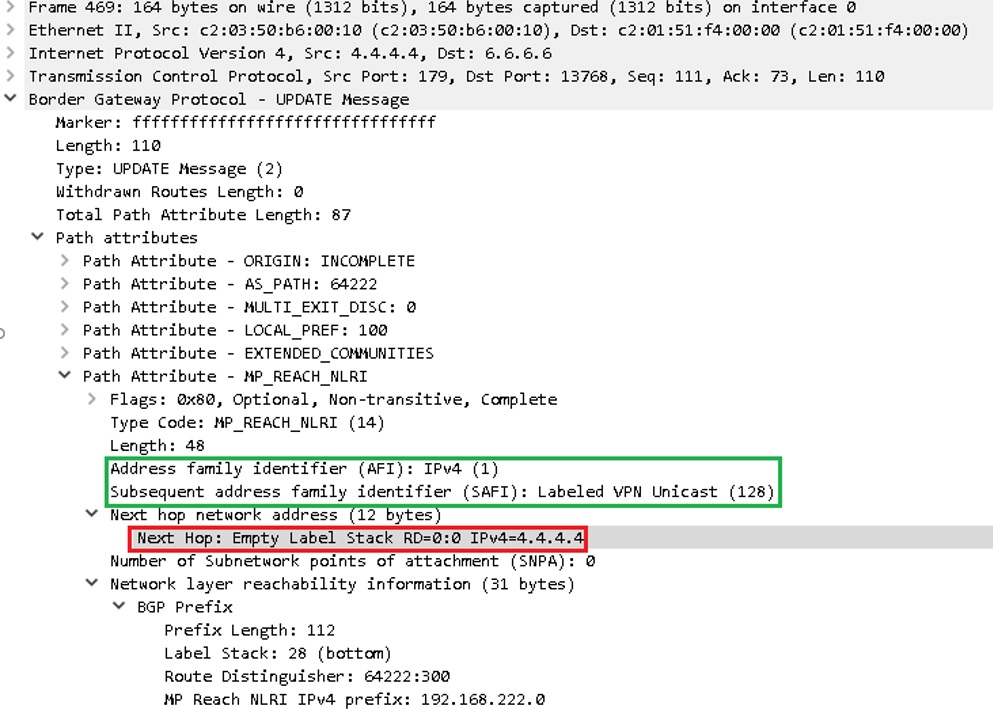 Frame 469: 164 bytes on wire (1312 bits), 164 bytes captured (1312 bits) on interface 0
Ethernet II, Src: c2:03:50:b6:00:10 (c2:03:50:b6:00:10), Dst: c2:01:51:f4:00:00 (c2:01:51:f4:00:00)
Internet Protocol Version 4, Src: 4.4.4.4, Dst: 6.6.6.6
Transmission Control Protocol, Src Port: 179, Dst Port: 13768, Seq: 111, Ack: 73, Len: 110
Border Gateway Protocol - UPDATE Message
Marker: ffffffffffffffffffffffffffffffff
Length: 110
Type: UPDATE Message (2)
Withdrawn Routes Length: 0
Total Path Attribute Length: 87
Path attributes
Path Attribute - ORIGIN: INCOMPLETE
Path Attribute - AS_PATH: 64222
Path Attribute - MULTI_EXIT_DISC: 0
Path Attribute - LOCAL_PREF: 100
Path Attribute - EXTENDED_COMMUNITIES
Path Attribute - MP_REACH_NLRI
Flags: 0x80, Optional, Non-transitive, Complete
Type Code: MP_REACH_NLRI (14)
Length: 48
Address family identifier (AFI): IPv4 (1)
Subsequent address family identifier (SAFI): Labeled VPN Unicast (128)
Next hop network address (12 bytes)
Next Hop: Empty Label Stack RD=0:0 IPv4=4.4.4.4
Number of Subnetwork points of attachment (SNPA): 0
Network layer reachability information (31 bytes)
BGP Prefix
Prefix Length: 112
Label Stack: 28 (bottom)
Route Distinguisher: 64222:300
MP Reach NLRI IPv4 prefix: 192.168.222.0